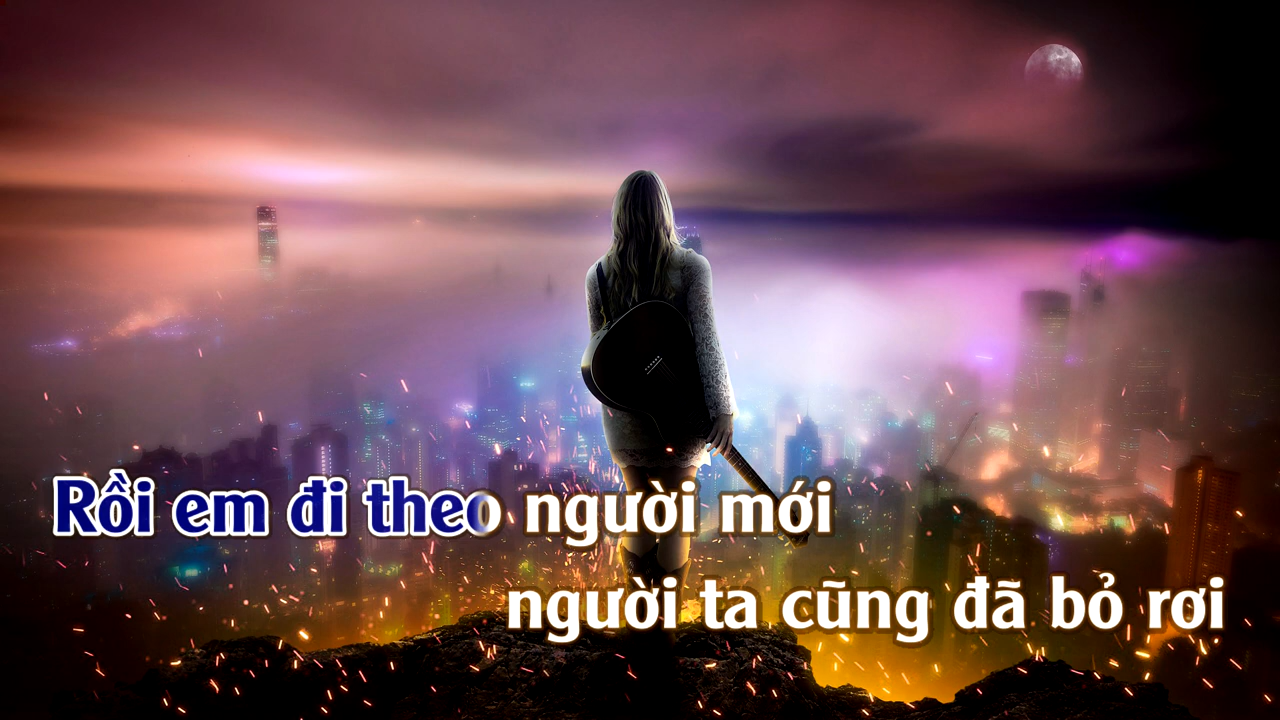 Rồi em đi theo người mới
người ta cũng đã bỏ rơi